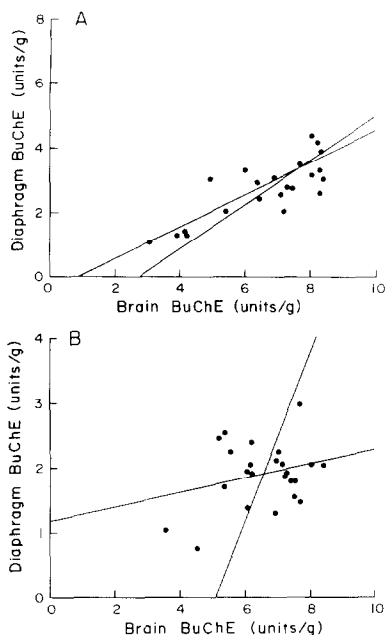 A
Diaphragm BuChE (units/g)
8
6
4
2
0
0 2 4 6 8 10
Brain BuChE (units/g)
B
Diaphragm BuChE (units/g)
4
3
2
1
0
0 2 4 6 8 10
Brain BuChE (units/g)